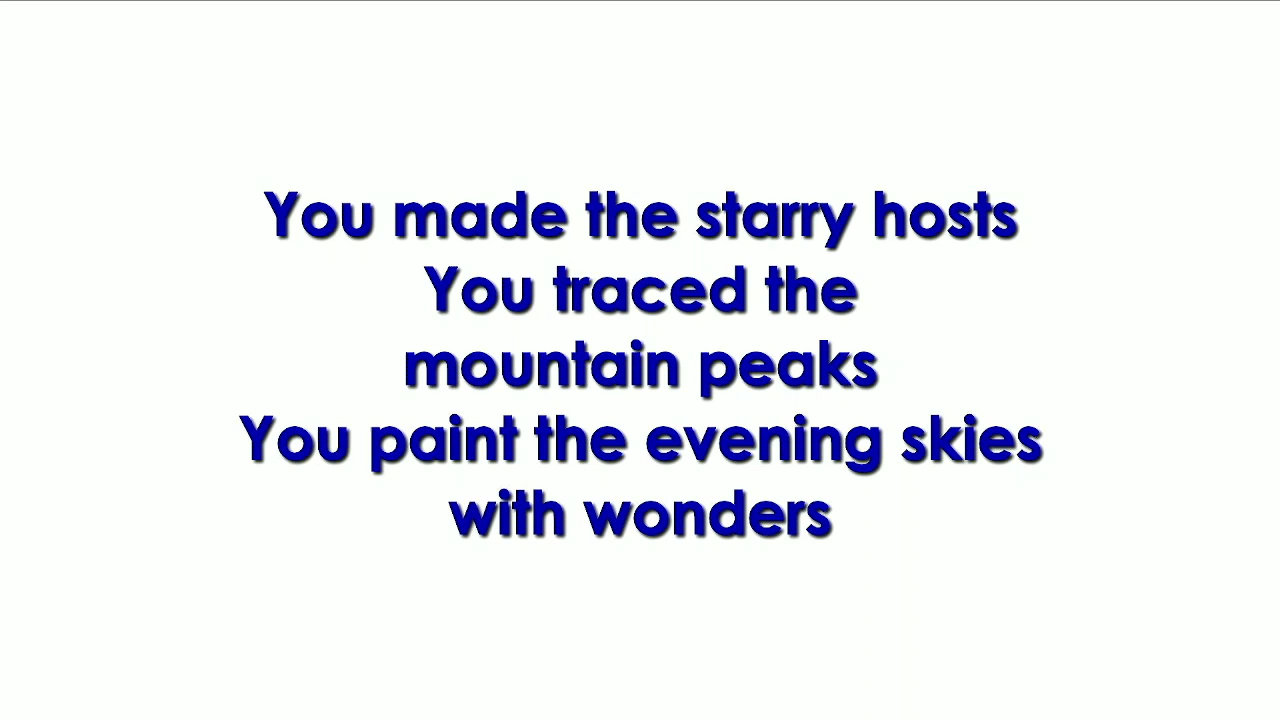 You made the starry hosts
You traced the
mountain peaks
You paint the evening skies
with wonders